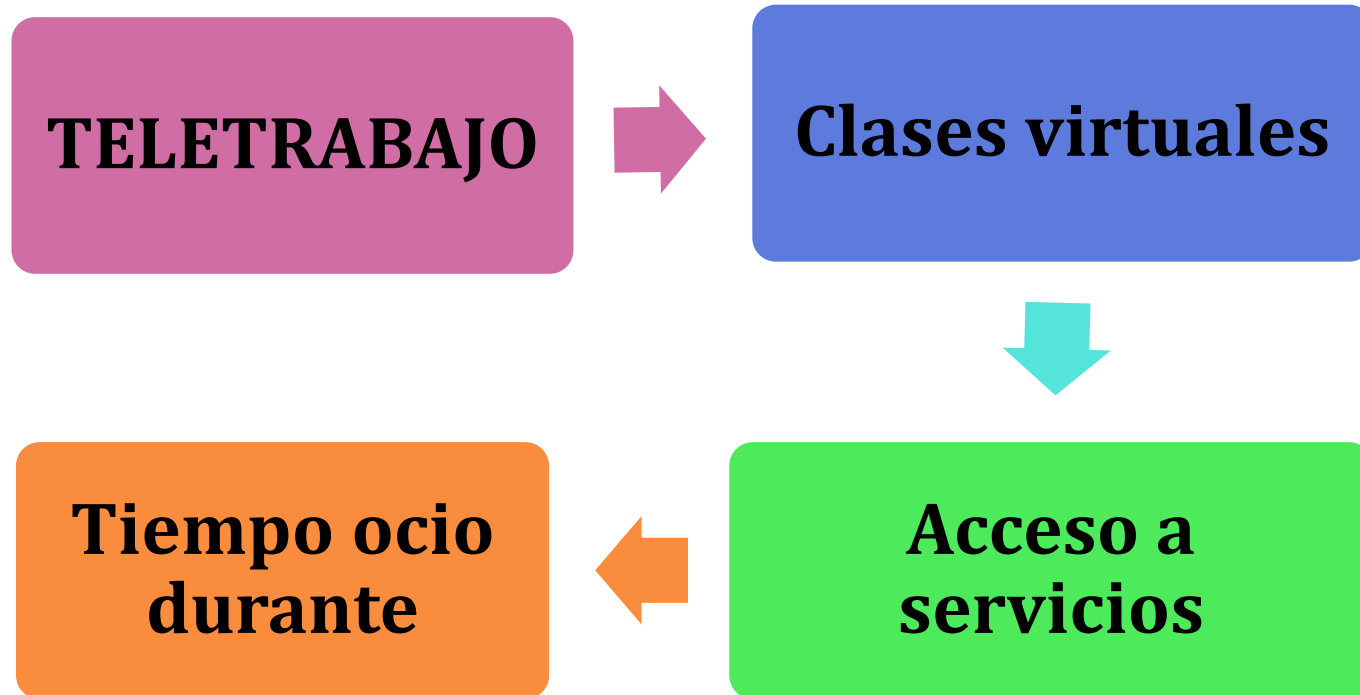 TELETRABAJO
Clases virtuales
Acceso a
servicios
Tiempo ocio
durante